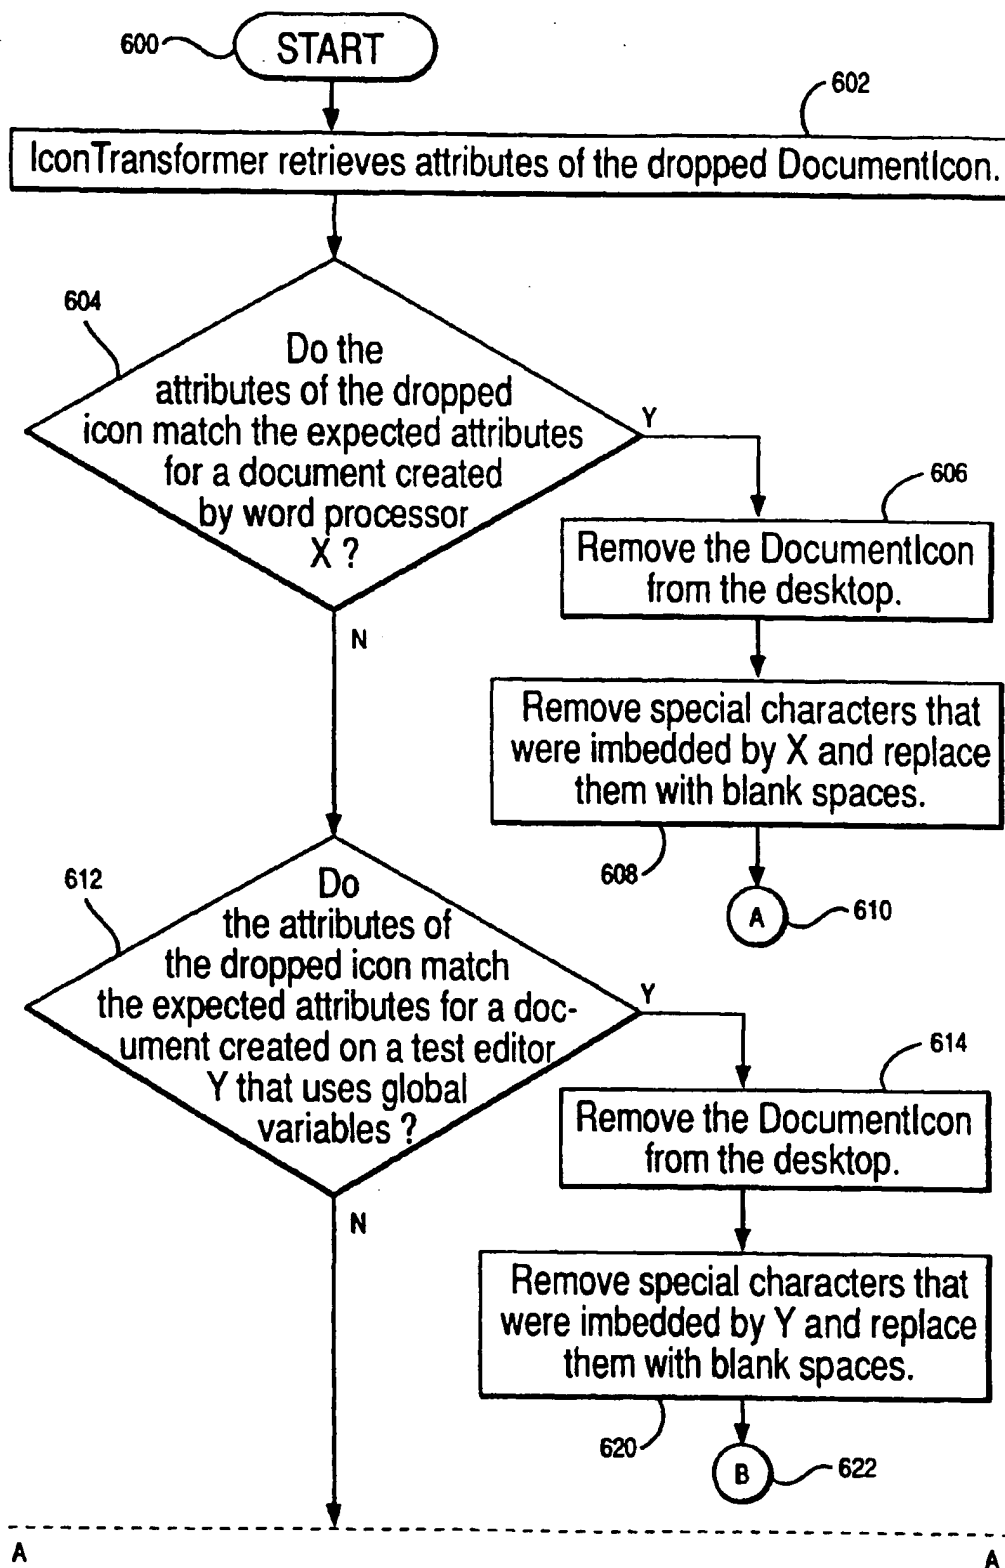 600
START
602
IconTransformer retrieves attributes of the dropped DocumentIcon.
604
Do the
attributes of the dropped
icon match the expected attributes
for a document created
by word processor
X ?
Y
N
606
Remove the DocumentIcon
from the desktop.
Remove special characters that
were imbedded by X and replace
them with blank spaces.
608
A
610
612
Do
the attributes of
the dropped icon match
the expected attributes for a doc-
ument created on a test editor
Y that uses global
variables ?
Y
N
614
Remove the DocumentIcon
from the desktop.
Remove special characters that
were imbedded by Y and replace
them with blank spaces.
620
B
622
A
A